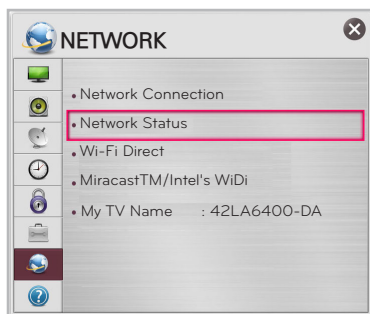 NETWORK
• Network Connection
• Network Status
• Wi-Fi Direct
• MiracastTM/Intel's WiDi
• My TV Name : 42LA6400-DA